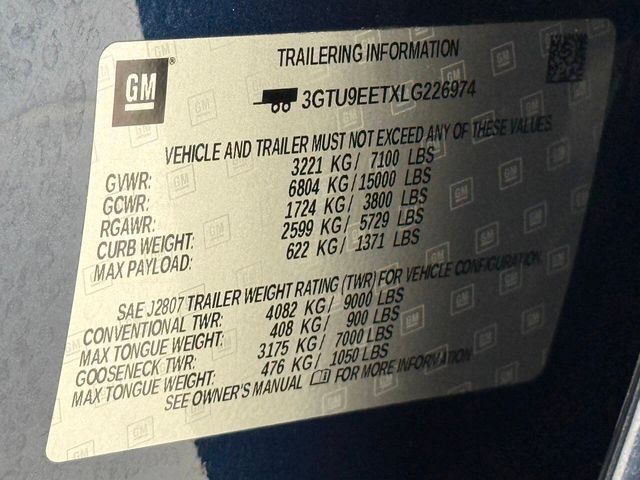 TRAILERING INFORMATION
GM
3GTU9EETXLG226974
VEHICLE AND TRAILER MUST NOT EXCEED ANY OF THESE VALUES.
GVWR: 3221 KG / 7100 LBS
GCWR: 6804 KG / 15000 LBS
RGAWR: 1724 KG / 3800 LBS
CURB WEIGHT: 2599 KG / 5729 LBS
MAX PAYLOAD: 622 KG / 1371 LBS
SAE J2807 TRAILER WEIGHT RATING (TWR) FOR VEHICLE CONFIGURATION.
CONVENTIONAL TWR: 4082 KG / 9000 LBS
MAX TONGUE WEIGHT: 408 KG / 900 LBS
GOOSENECK TWR: 3175 KG / 7000 LBS
MAX TONGUE WEIGHT: 476 KG / 1050 LBS
SEE OWNER'S MANUAL FOR MORE INFORMATION